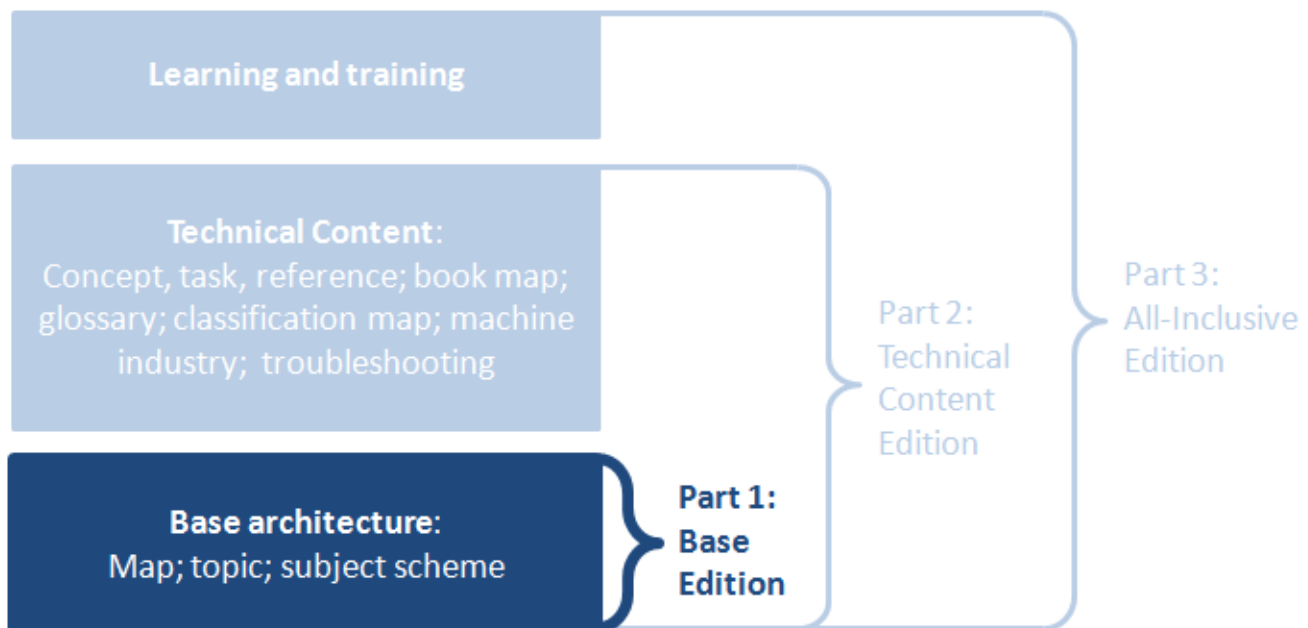 Learning and training
Technical Content:
Concept, task, reference; book map;
glossary; classification map; machine
industry; troubleshooting
Base architecture:
Map; topic; subject scheme
Part 1:
Base
Edition
Part 2:
Technical
Content
Edition
Part 3:
All-Inclusive
Edition